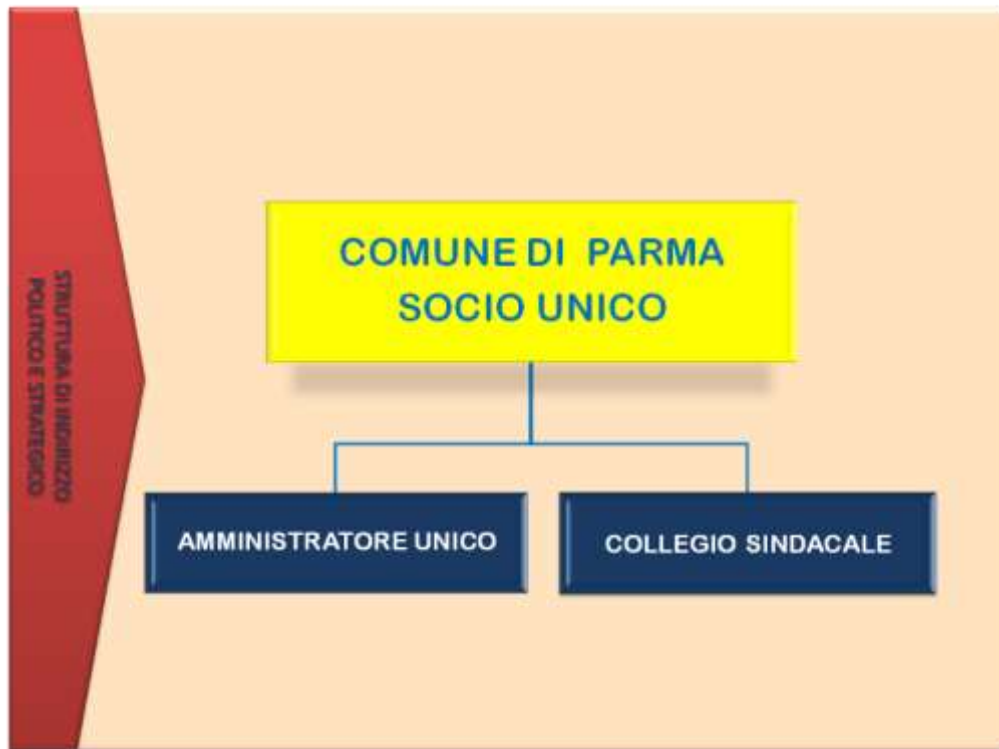 STRUTTURA DI INDIRIZZO
POLITICO E STRATEGICO
COMUNE DI PARMA
SOCIO UNICO
AMMINISTRATORE UNICO
COLLEGIO SINDACALE